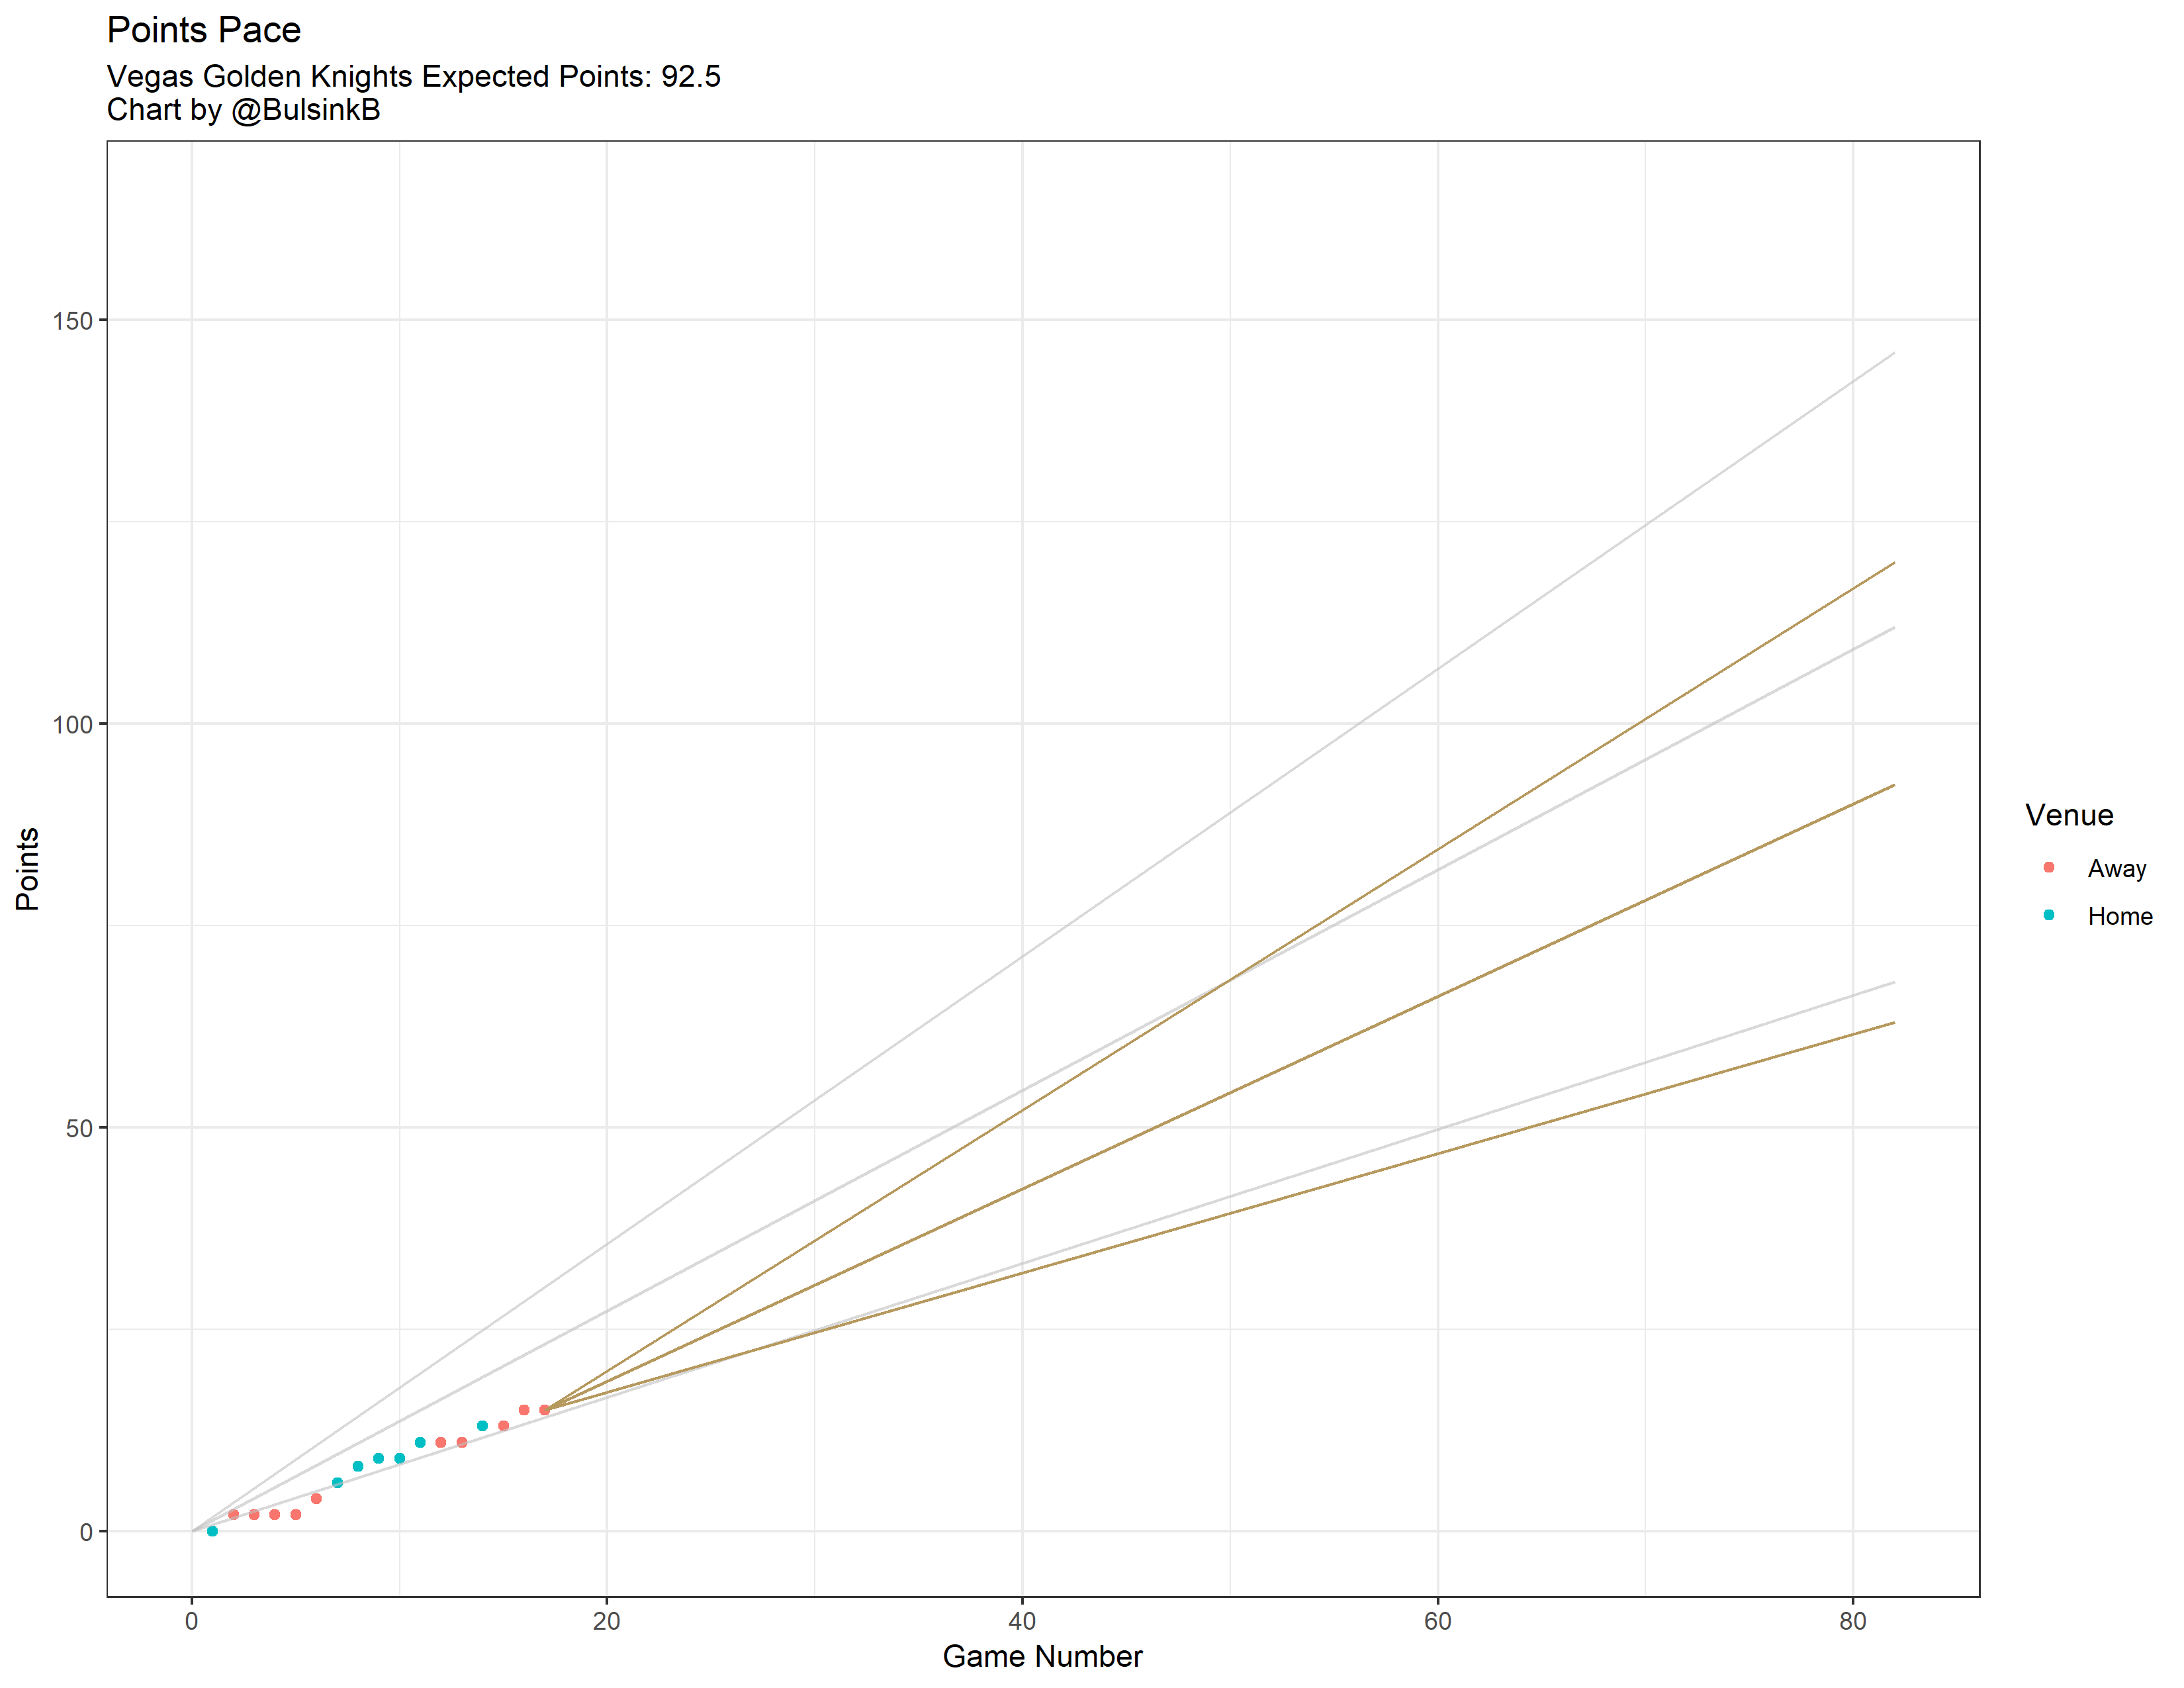 Points Pace
Vegas Golden Knights Expected Points: 92.5
Chart by @BulsinkB
Points
150
100
50
0
0 20 40 60 80
Game Number
Venue
Away
Home